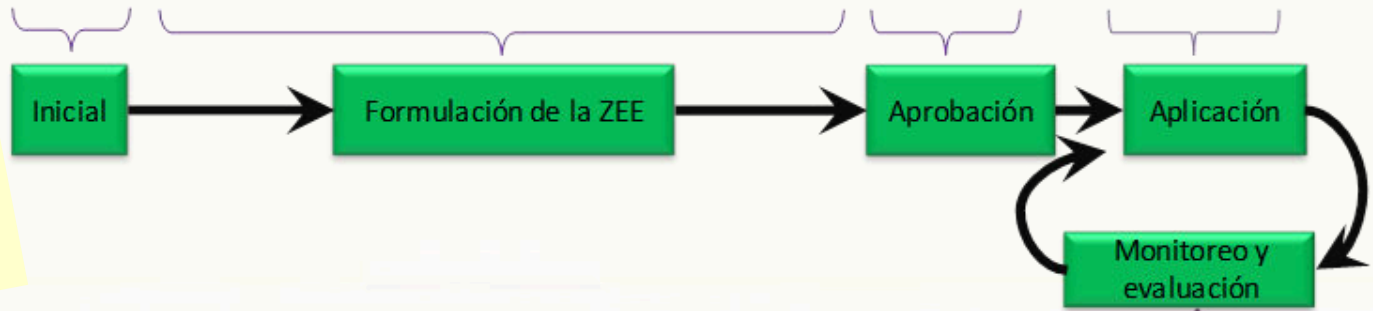 Inicial
Formulación de la ZEE
Aprobación
Aplicación
Monitoreo y
evaluación